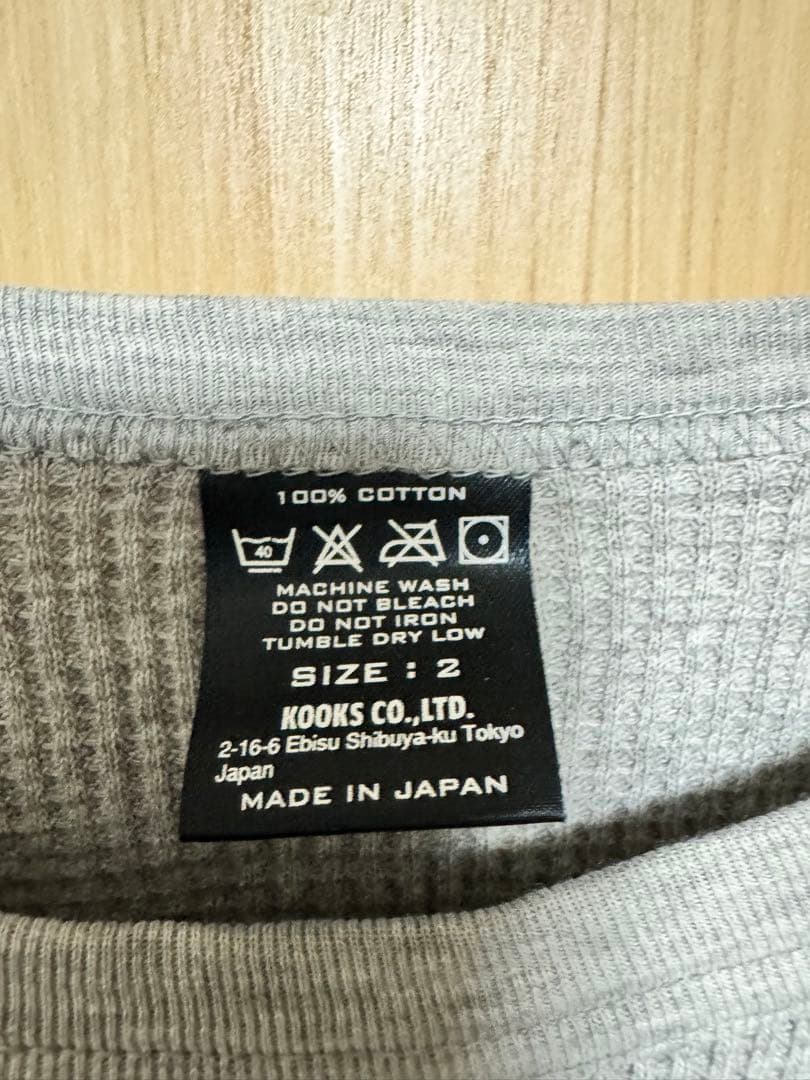 100% COTTON
40
MACHINE WASH
DO NOT BLEACH
DO NOT IRON
TUMBLE DRY LOW
SIZE : 2
KOOKS CO.,LTD.
2-16-6 Ebisu Shibuya-ku Tokyo
Japan
MADE IN JAPAN